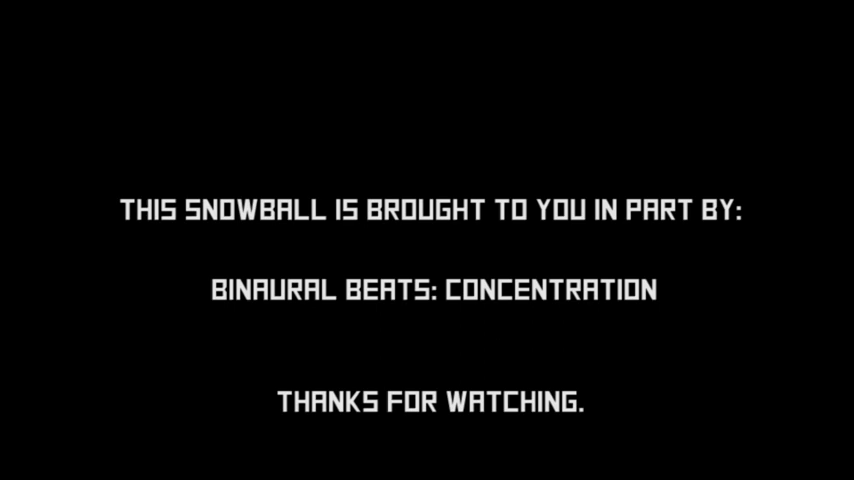 THIS SNOWBALL IS BROUGHT TO YOU IN PART BY:
BINAURAL BEATS: CONCENTRATION
THANKS FOR WATCHING.